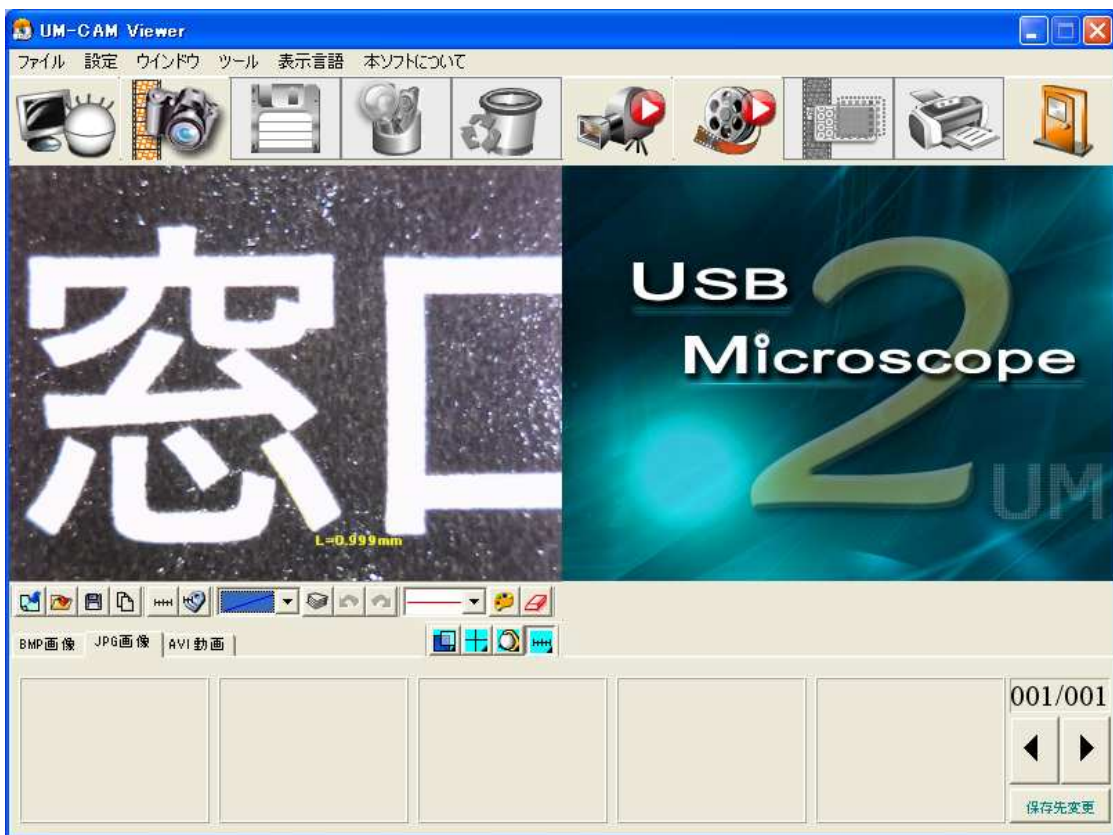 UM-CAM Viewer
ファイル 設定 ウインドウ ツール 表示言語 本ソフトについて
窓口
L=0.999mm
USB
2
Microscope
UM
BMP画像 JPG画像 AVI動画
001/001
保存先変更